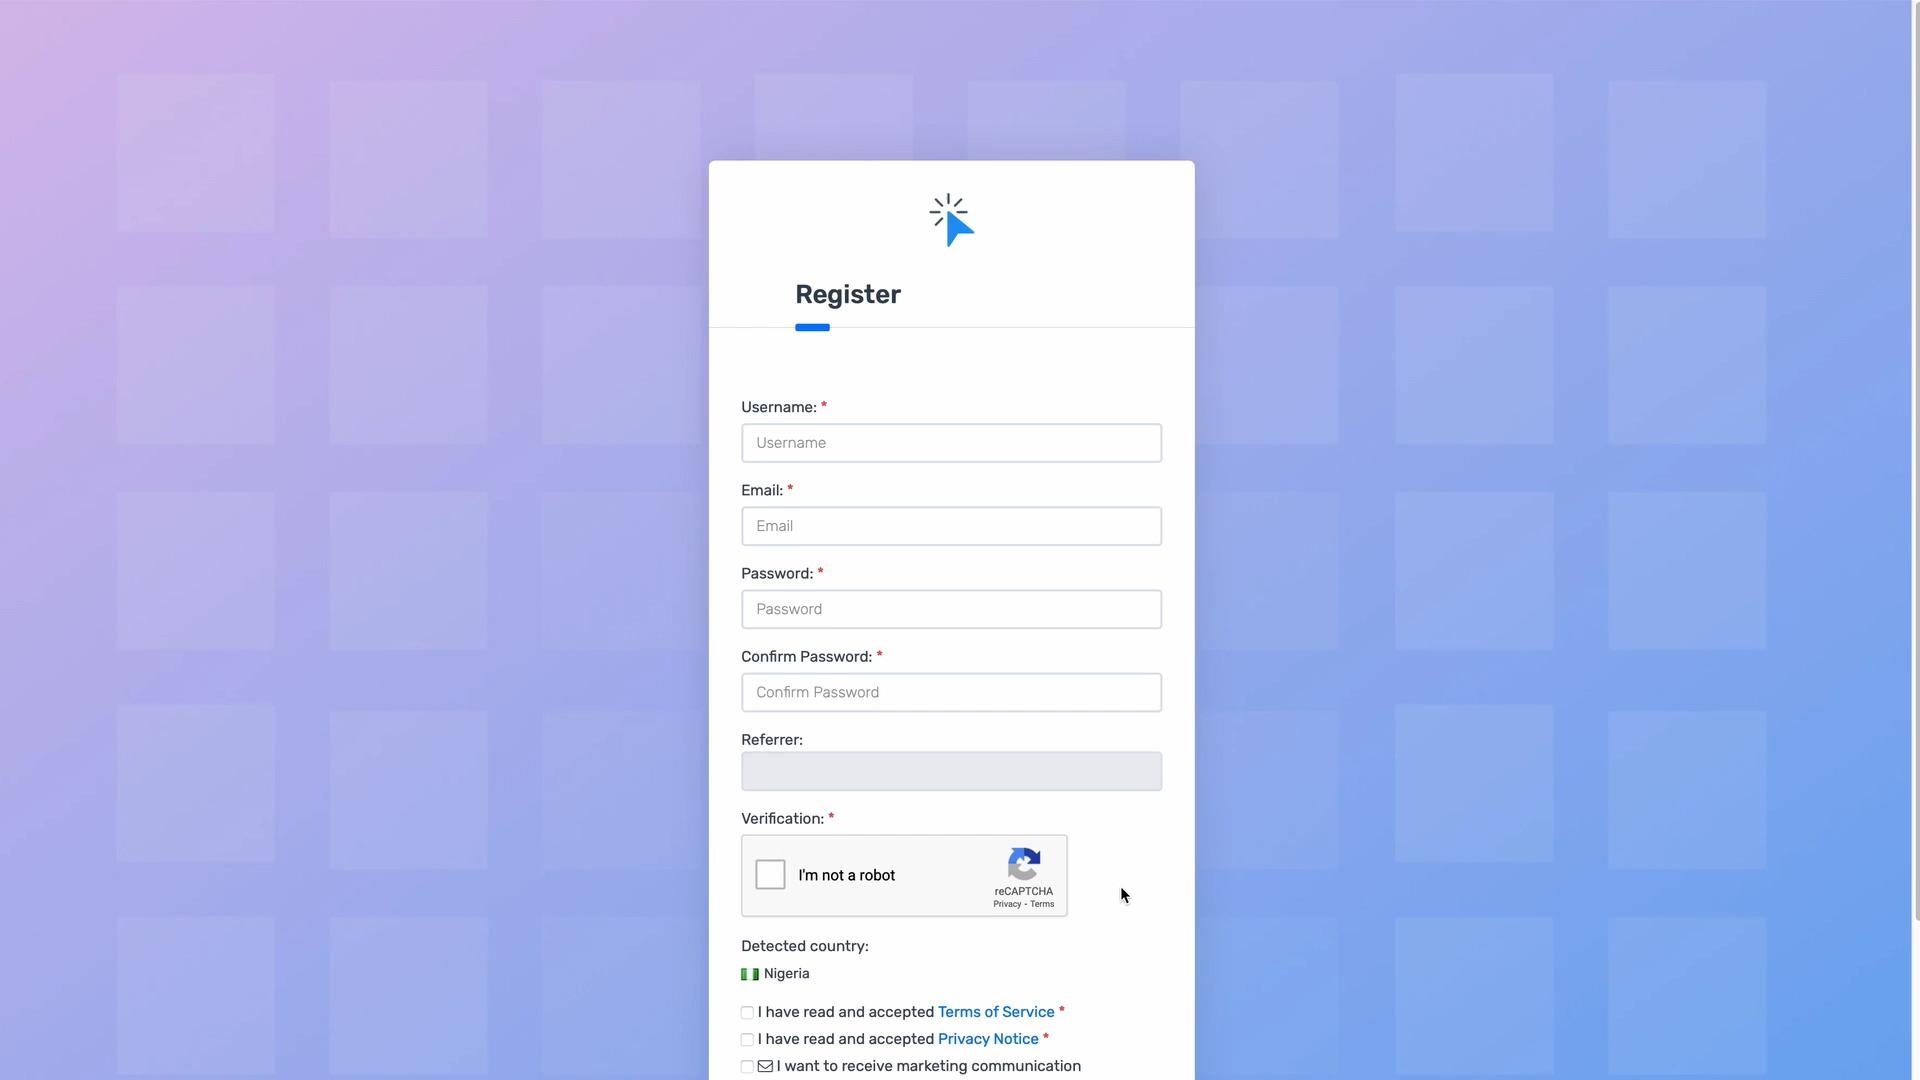 Register
Username: *
Username
Email: *
Email
Password: *
Password
Confirm Password: *
Confirm Password
Referrer:
Verification: *
I'm not a robot
reCAPTCHA
Privacy - Terms
Detected country:
Nigeria
I have read and accepted Terms of Service *
I have read and accepted Privacy Notice *
I want to receive marketing communication